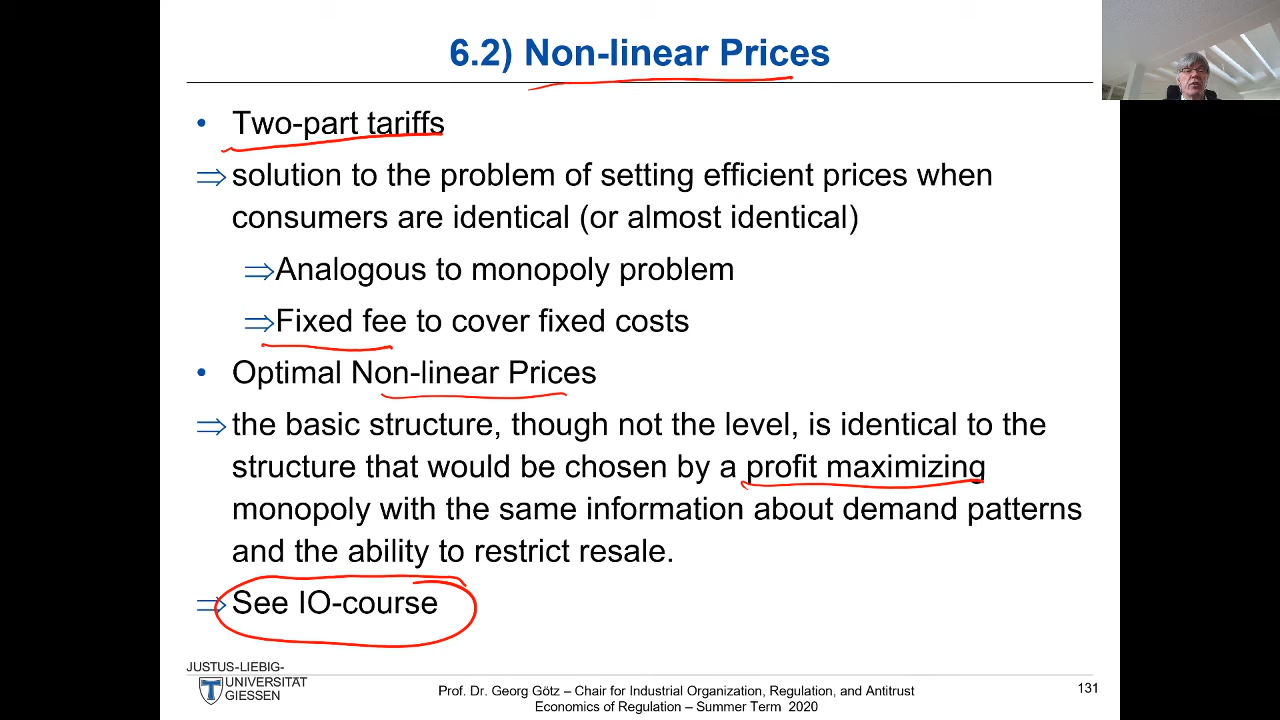 6.2) Non-linear Prices
• Two-part tariffs
⇒ solution to the problem of setting efficient prices when
consumers are identical (or almost identical)
⇒ Analogous to monopoly problem
⇒ Fixed fee to cover fixed costs
• Optimal Non-linear Prices
⇒ the basic structure, though not the level, is identical to the
structure that would be chosen by a profit maximizing
monopoly with the same information about demand patterns
and the ability to restrict resale.
⇒ See IO-course
JUSTUS-LIEBIG-
UNIVERSITAT
GIESSEN
Prof. Dr. Georg Götz – Chair for Industrial Organization, Regulation, and Antitrust
Economics of Regulation – Summer Term 2020
131